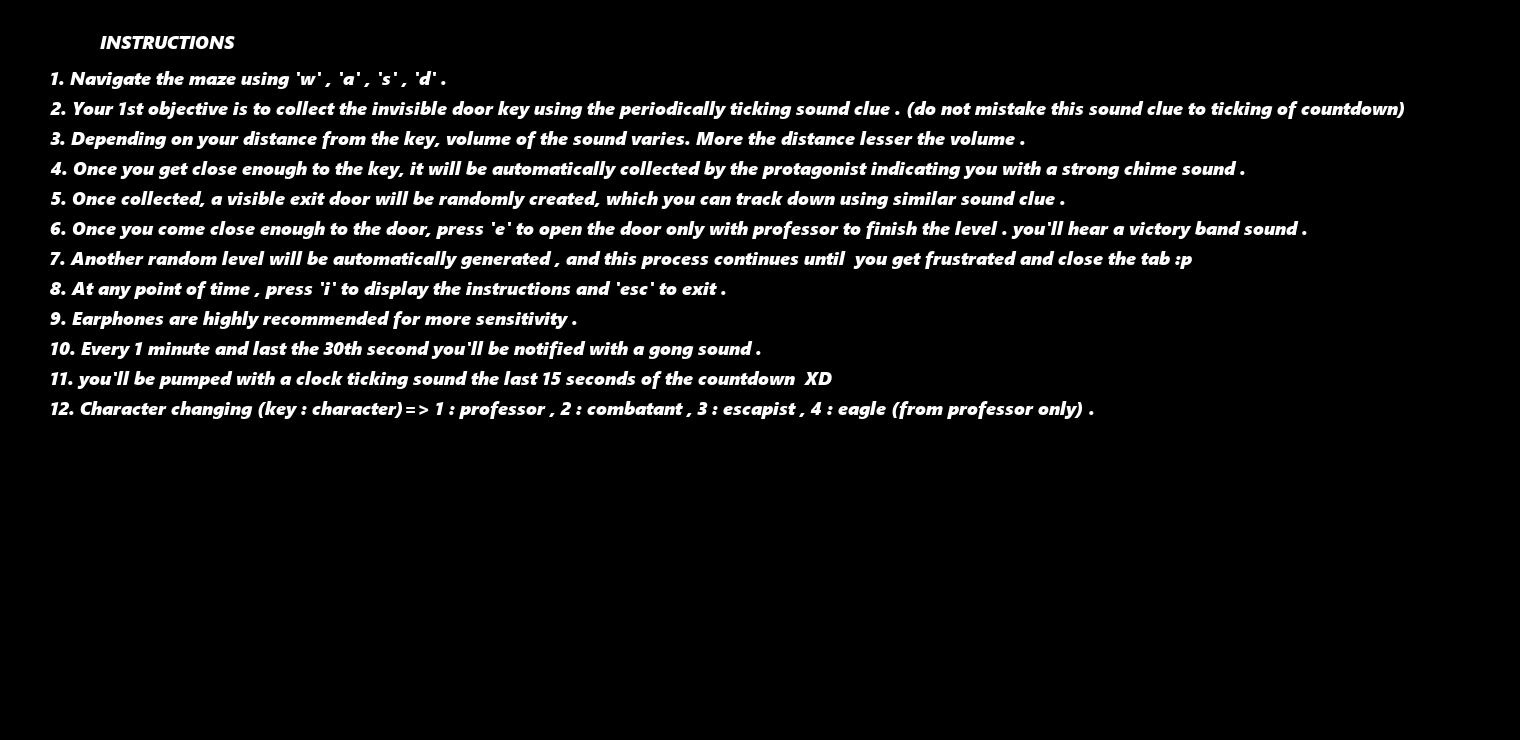 INSTRUCTIONS
1. Navigate the maze using 'w' , 'a' , 's' , 'd' .
2. Your 1st objective is to collect the invisible door key using the periodically ticking sound clue . (do not mistake this sound clue to ticking of countdown)
3. Depending on your distance from the key, volume of the sound varies. More the distance lesser the volume .
4. Once you get close enough to the key, it will be automatically collected by the protagonist indicating you with a strong chime sound .
5. Once collected, a visible exit door will be randomly created, which you can track down using similar sound clue .
6. Once you come close enough to the door, press 'e' to open the door only with professor to finish the level . you'll hear a victory band sound .
7. Another random level will be automatically generated , and this process continues until  you get frustrated and close the tab :p
8. At any point of time , press 'i' to display the instructions and 'esc' to exit .
9. Earphones are highly recommended for more sensitivity .
10. Every 1 minute and last the 30th second you'll be notified with a gong sound .
11. you'll be pumped with a clock ticking sound the last 15 seconds of the countdown  XD
12. Character changing (key : character)=> 1 : professor , 2 : combatant , 3 : escapist , 4 : eagle (from professor only) .